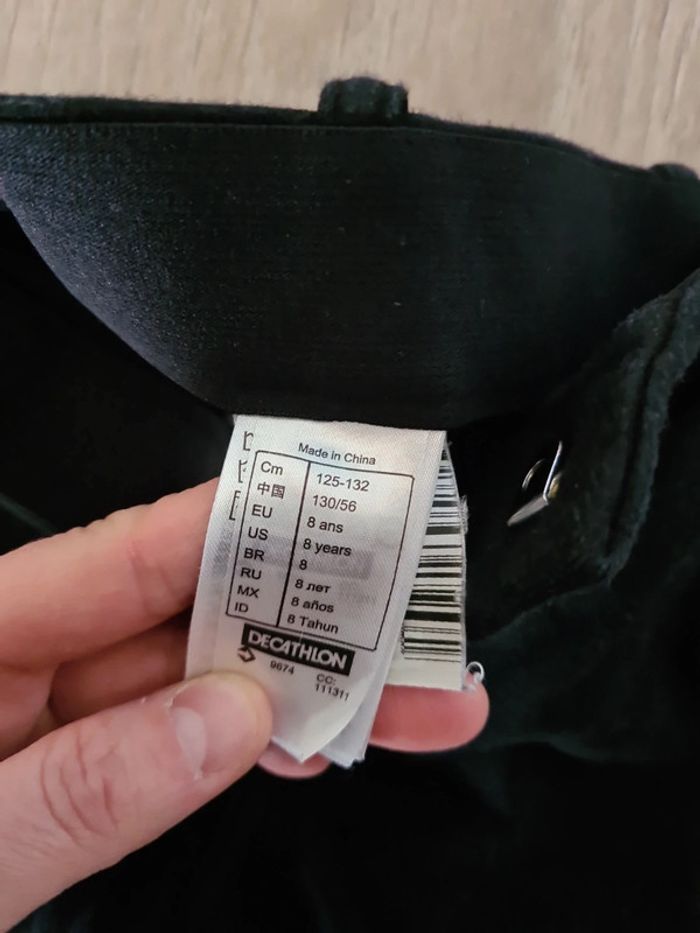 Made in China
Cm 125-132
中国 130/56
EU 8 ans
US 8 years
BR 8
RU 8 лет
MX 8 años
ID 8 Tahun
DECATHLON
9674 CC:
111311